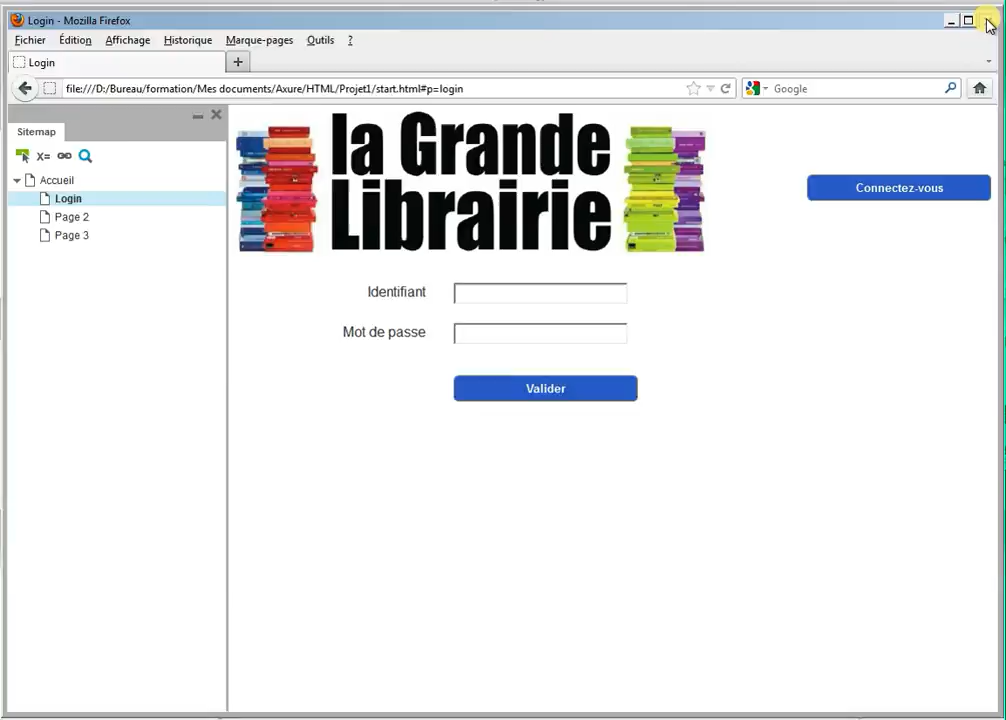 Login - Mozilla Firefox
Fichier Édition Affichage Historique Marque-pages Outils ?
Login +
file:///D:/Bureau/formation/Mes documents/Axure/HTML/Projet1/start.html#p=login Google
Sitemap
X=
Accueil
Login
Page 2
Page 3
la Grande
Librairie
Connectez-vous
Identifiant
Mot de passe
Valider